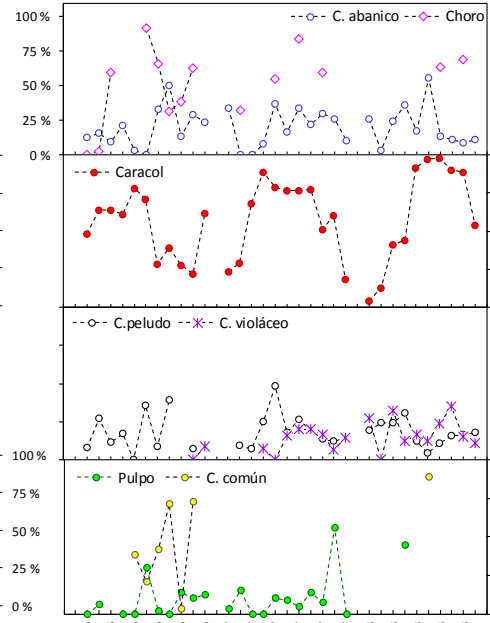 100 %
C. abanico Choro
75 %
50 %
25 %
0 %
Caracol
C.peludo C. violáceo
100 %
Pulpo C. común
75 %
50 %
25 %
0 %